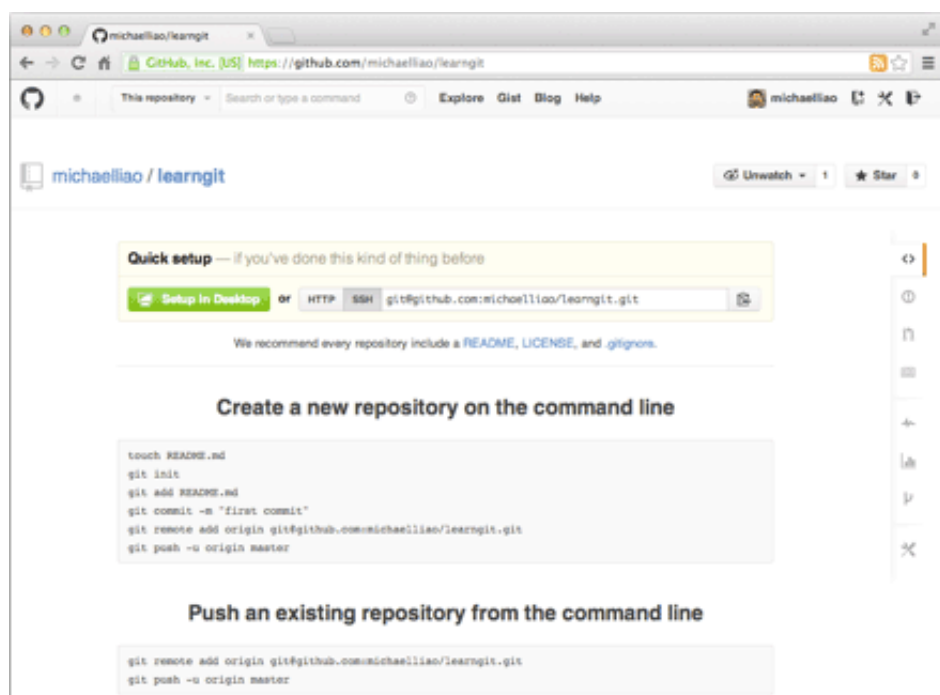 michaelliao/learngit
GitHub, Inc. [US] https://github.com/michaelliao/learngit
This repository Search or type a command Explore Gist Blog Help michaelliao
michaelliao / learngit Unwatch 1 Star 0
Quick setup — if you've done this kind of thing before
Setup in Desktop or HTTP SSH git@github.com:michaelliao/learngit.git
We recommend every repository include a README, LICENSE, and .gitignore.
Create a new repository on the command line
touch README.md
git init
git add README.md
git commit -m "first commit"
git remote add origin git@github.com:michaelliao/learngit.git
git push -u origin master
Push an existing repository from the command line
git remote add origin git@github.com:michaelliao/learngit.git
git push -u origin master